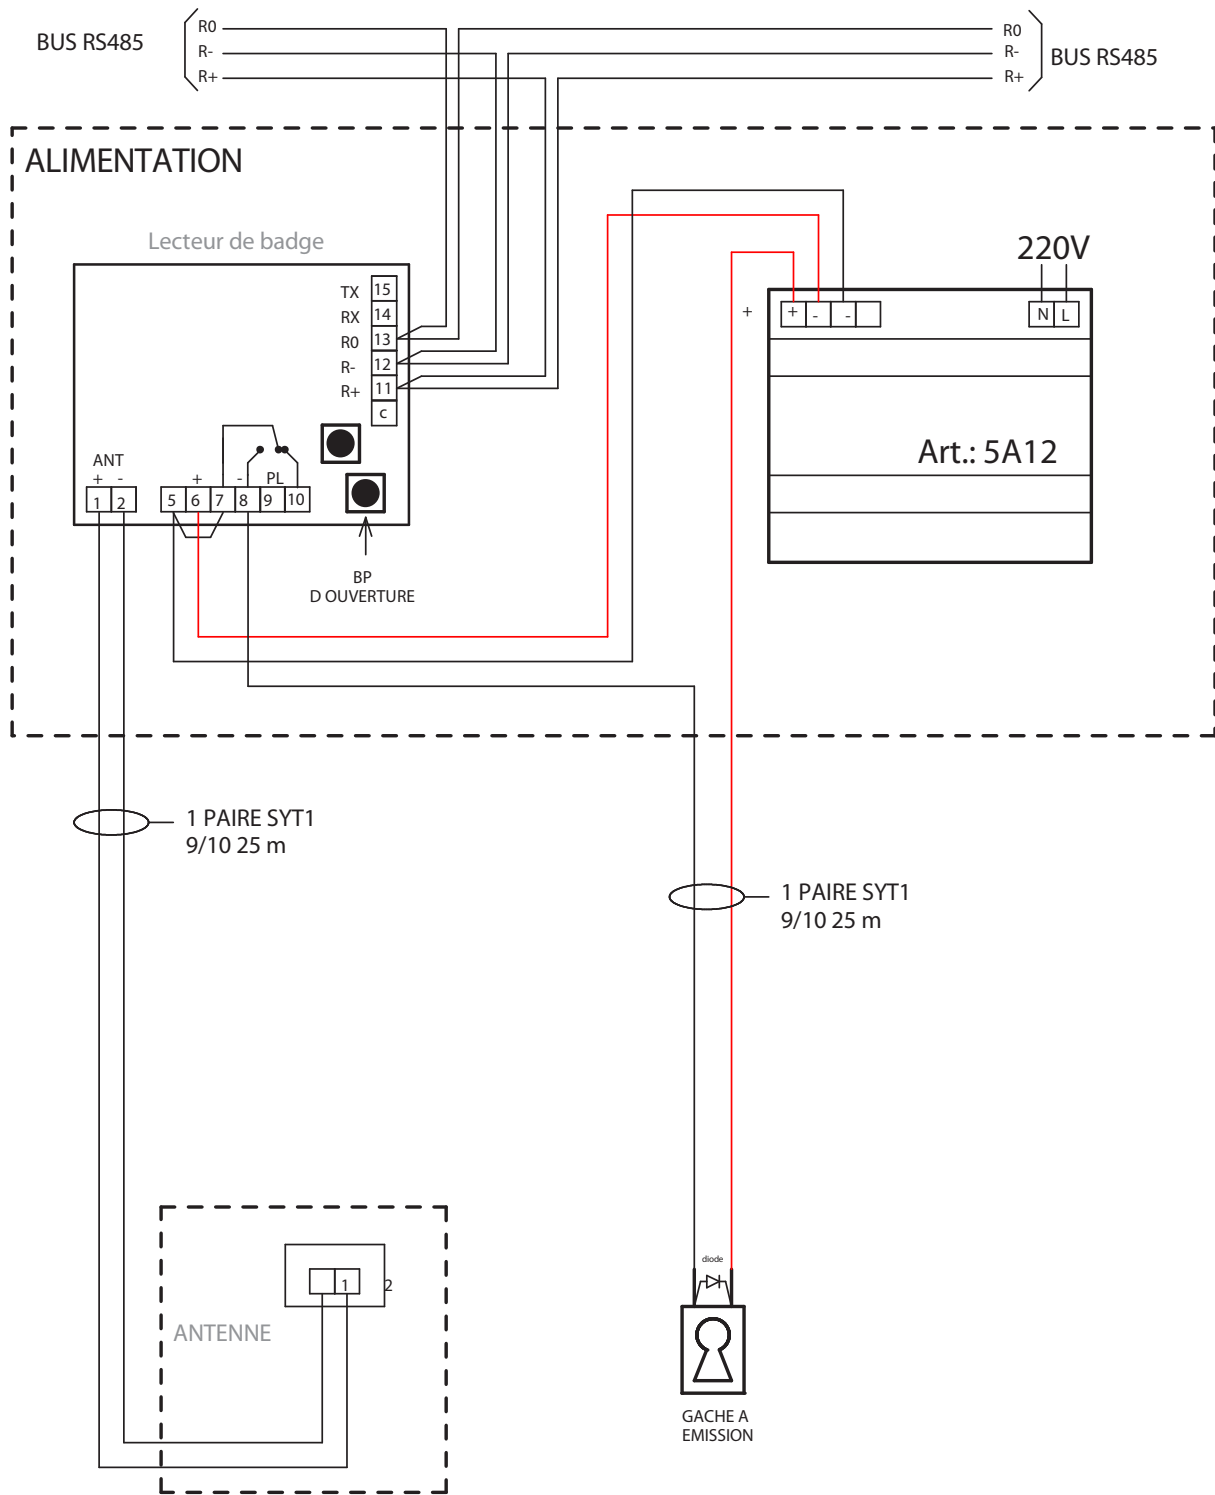 BUS RS485
R0
R-
R+
R0
R-
R+
BUS RS485
ALIMENTATION
Lecteur de badge
TX 15
RX 14
R0 13
R- 12
R+ 11
c
220V
+
+ - -
N L
Art.: 5A12
ANT
+ -
+ - PL
1 2
5 6 7 8 9 10
BP
D OUVERTURE
1 PAIRE SYT1
9/10 25 m
1 PAIRE SYT1
9/10 25 m
diode
1 2
ANTENNE
GACHE A
EMISSION